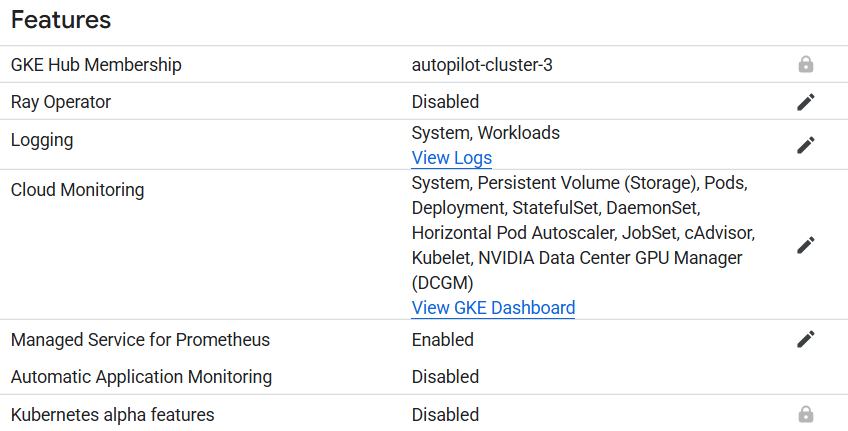 Features
GKE Hub Membership autopilot-cluster-3
Ray Operator Disabled
Logging System, Workloads
View Logs
Cloud Monitoring System, Persistent Volume (Storage), Pods,
Deployment, StatefulSet, DaemonSet,
Horizontal Pod Autoscaler, JobSet, cAdvisor,
Kubelet, NVIDIA Data Center GPU Manager
(DCGM)
View GKE Dashboard
Managed Service for Prometheus Enabled
Automatic Application Monitoring Disabled
Kubernetes alpha features Disabled